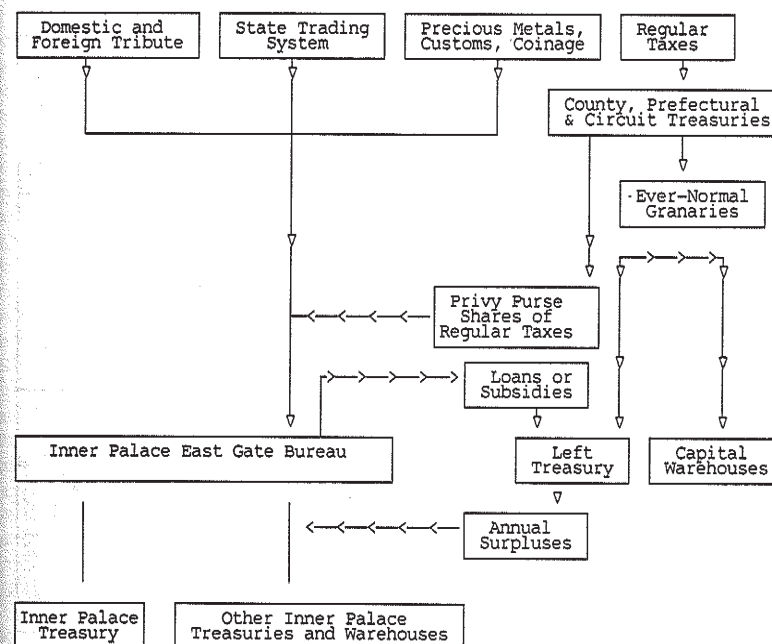 Domestic and
Foreign Tribute
State Trading
System
Precious Metals,
Customs, Coinage
Regular
Taxes
County, Prefectural
& Circuit Treasuries
Ever-Normal
Granaries
Privy Purse
Shares of
Regular Taxes
Loans or
Subsidies
Inner Palace East Gate Bureau
Left
Treasury
Capital
Warehouses
Annual
Surpluses
Inner Palace
Treasury
Other Inner Palace
Treasuries and Warehouses